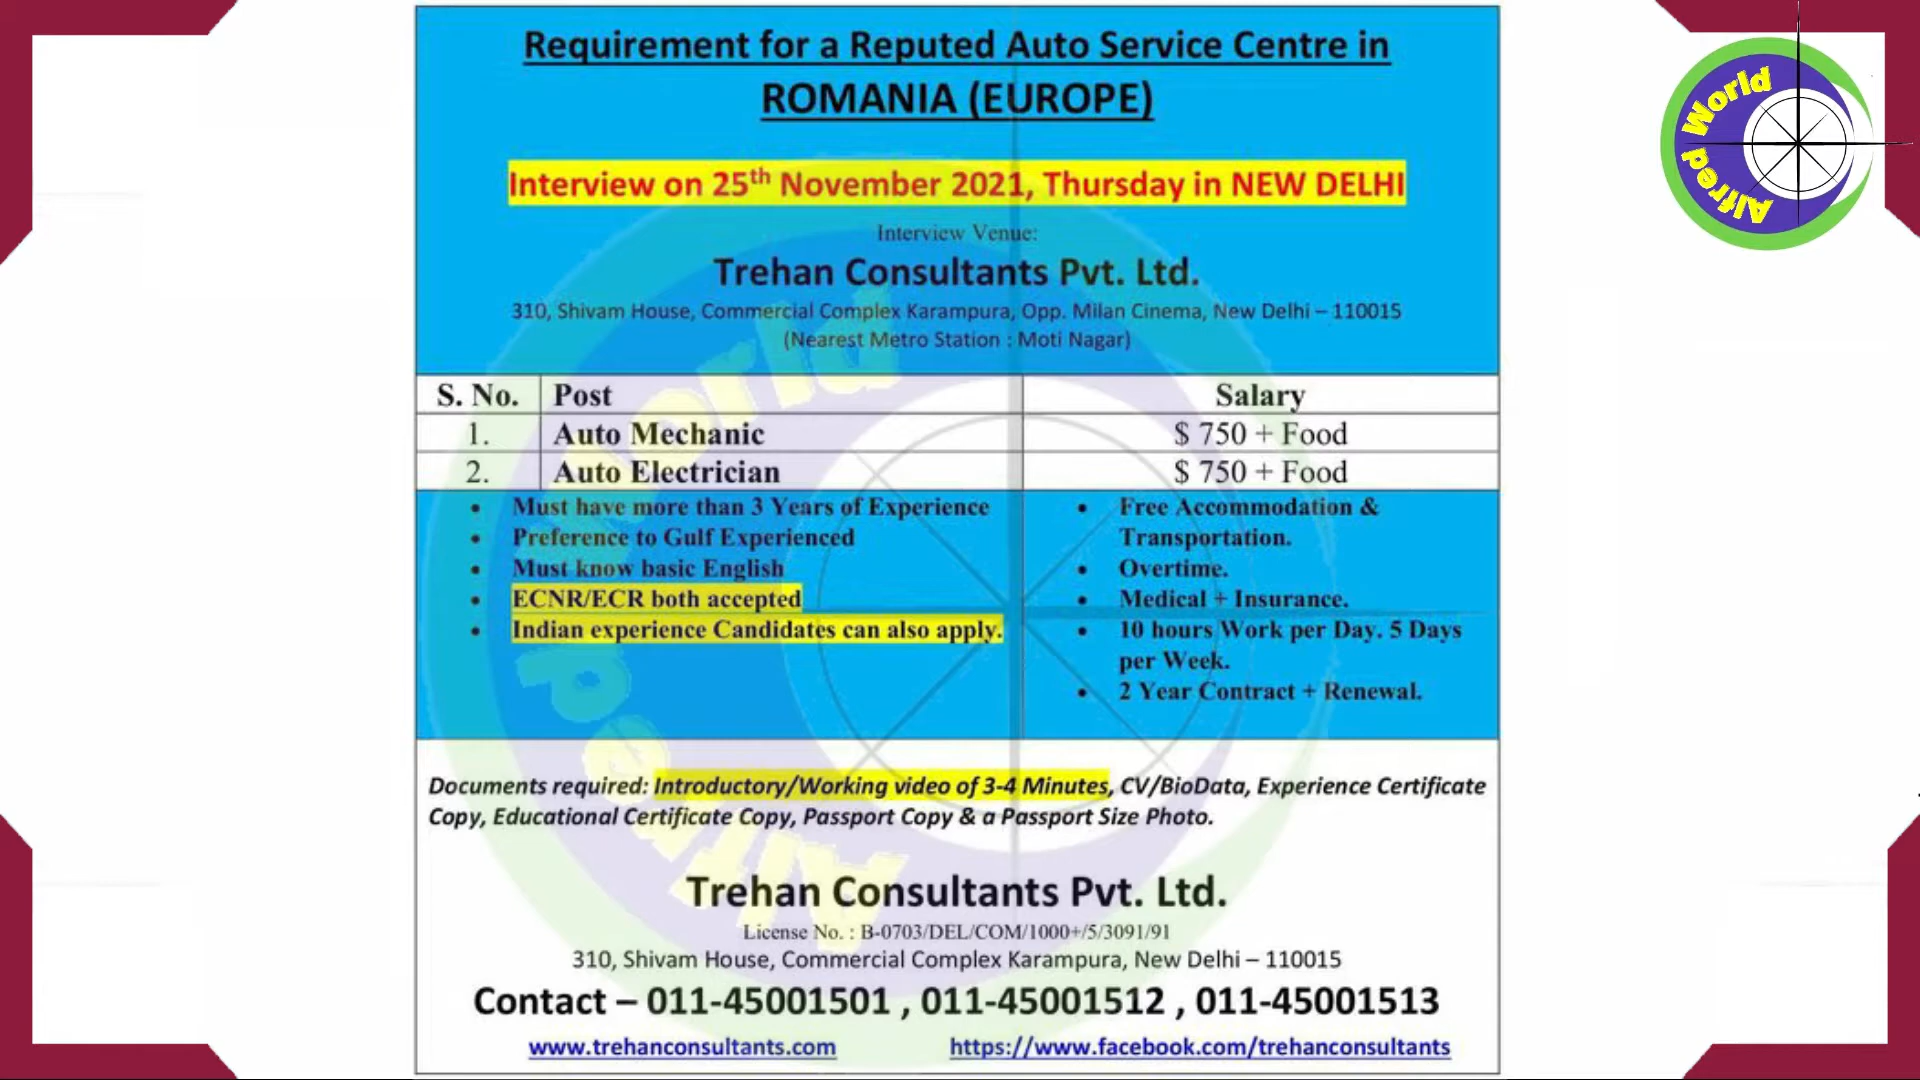 Requirement for a Reputed Auto Service Centre in
ROMANIA (EUROPE)
Interview on 25th November 2021, Thursday in NEW DELHI
Interview Venue:
Trehan Consultants Pvt. Ltd.
310, Shivam House, Commercial Complex Karampura, Opp. Milan Cinema, New Delhi – 110015
(Nearest Metro Station : Moti Nagar)
S. No. Post Salary
1. Auto Mechanic $ 750 + Food
2. Auto Electrician $ 750 + Food
• Must have more than 3 Years of Experience
• Preference to Gulf Experienced
• Must know basic English
• ECNR/ECR both accepted
• Indian experience Candidates can also apply.
• Free Accommodation &
Transportation.
• Overtime.
• Medical + Insurance.
• 10 hours Work per Day. 5 Days
per Week.
• 2 Year Contract + Renewal.
Documents required: Introductory/Working video of 3-4 Minutes, CV/BioData, Experience Certificate
Copy, Educational Certificate Copy, Passport Copy & a Passport Size Photo.
Trehan Consultants Pvt. Ltd.
License No. : B-0703/DEL/COM/1000+/5/3091/91
310, Shivam House, Commercial Complex Karampura, New Delhi – 110015
Contact – 011-45001501 , 011-45001512 , 011-45001513
www.trehanconsultants.com https://www.facebook.com/trehanconsultants
Alfred World
Alfred World